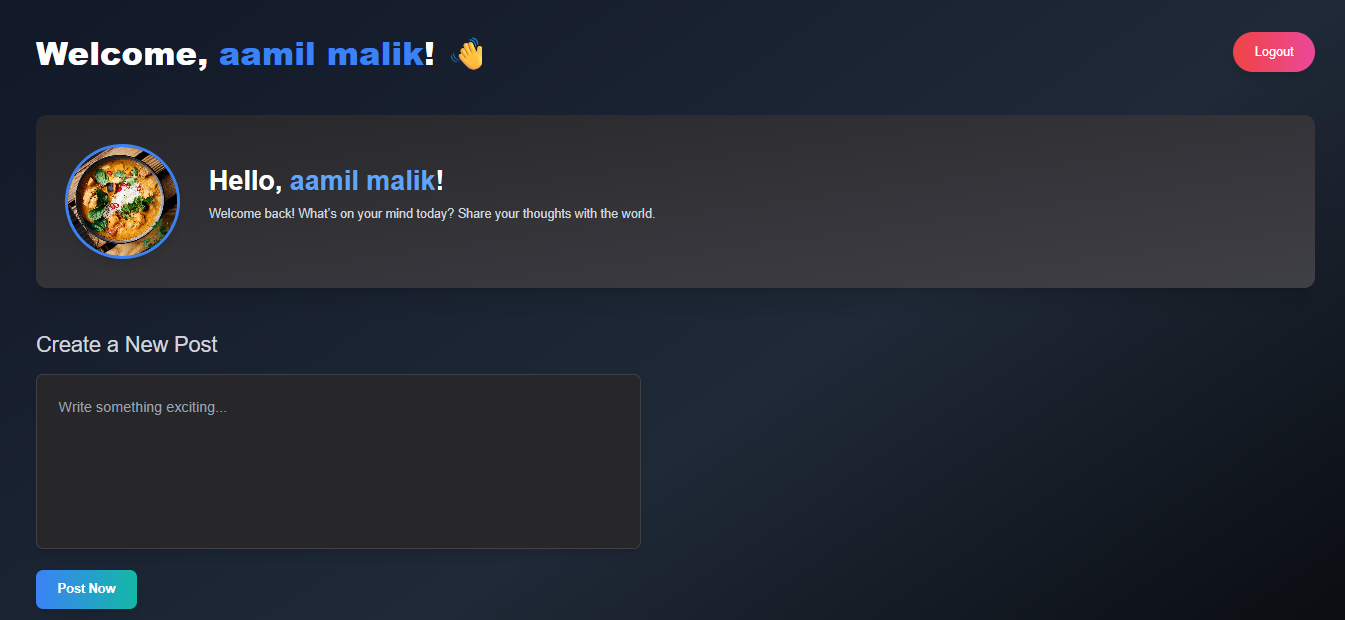 Welcome, aamil malik! 👋
Logout
Hello, aamil malik!
Welcome back! What's on your mind today? Share your thoughts with the world.
Create a New Post
Write something exciting...
Post Now